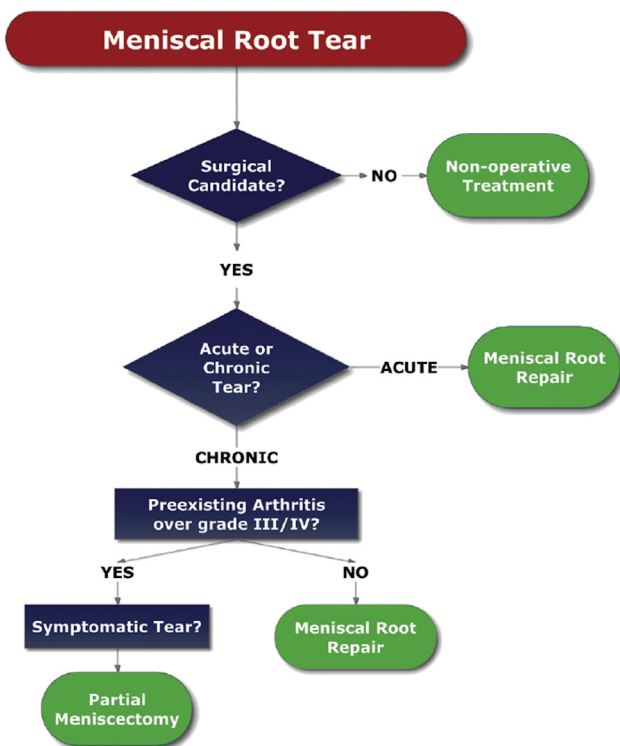 Meniscal Root Tear
Surgical
Candidate?
NO
Non-operative
Treatment
YES
Acute or
Chronic
Tear?
ACUTE
Meniscal Root
Repair
CHRONIC
Preexisting Arthritis
over grade III/IV?
YES
NO
Symptomatic Tear?
Meniscal Root
Repair
Partial
Meniscectomy